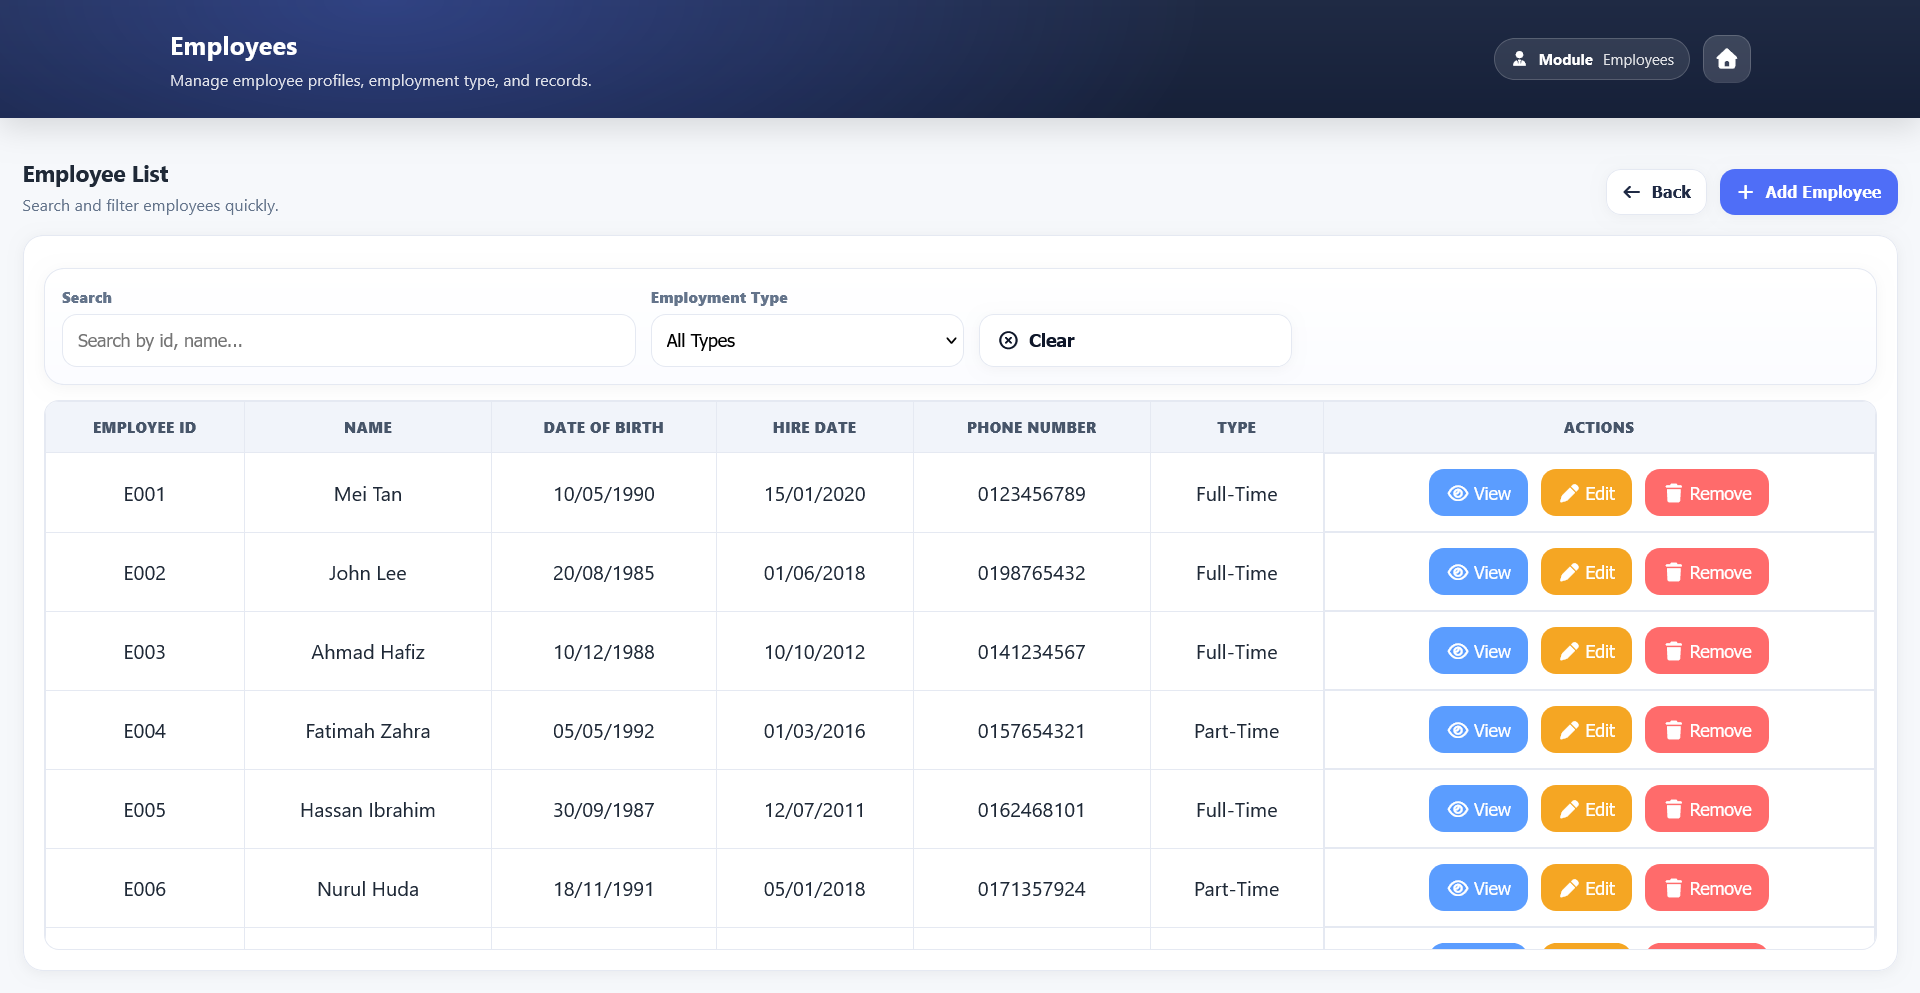 Employees
Manage employee profiles, employment type, and records.
Module Employees
Employee List
Search and filter employees quickly.
Back
Add Employee
Search
Employment Type
Search by id, name...
All Types
Clear
EMPLOYEE ID NAME DATE OF BIRTH HIRE DATE PHONE NUMBER TYPE ACTIONS
E001 Mei Tan 10/05/1990 15/01/2020 0123456789 Full-Time View Edit Remove
E002 John Lee 20/08/1985 01/06/2018 0198765432 Full-Time View Edit Remove
E003 Ahmad Hafiz 10/12/1988 10/10/2012 0141234567 Full-Time View Edit Remove
E004 Fatimah Zahra 05/05/1992 01/03/2016 0157654321 Part-Time View Edit Remove
E005 Hassan Ibrahim 30/09/1987 12/07/2011 0162468101 Full-Time View Edit Remove
E006 Nurul Huda 18/11/1991 05/01/2018 0171357924 Part-Time View Edit Remove